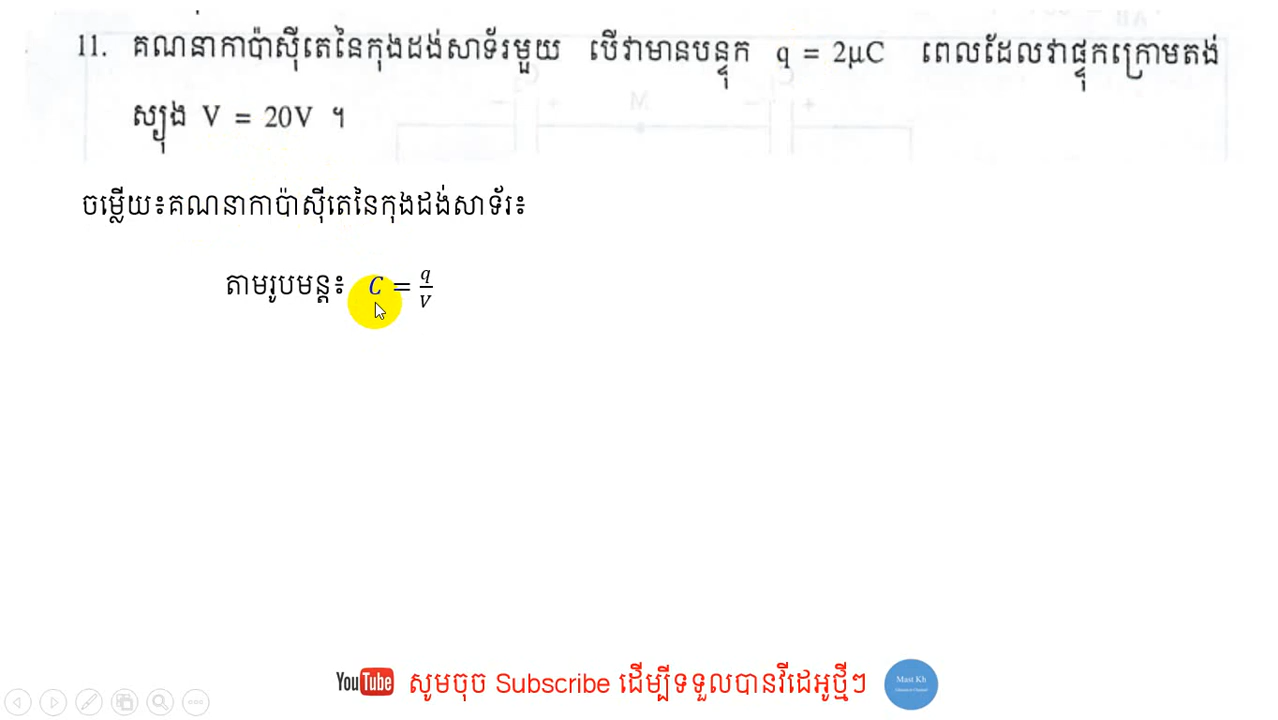 11. គណនាកាប៉ាស៊ីតេនៃកុងដង់សាទ័រមួយ បើវាមានបន្ទុក q = 2μC ពេលដែលវាផ្ទុកក្រោមតង់
ស្យុង V = 20V ។
ចម្លើយ៖គណនាកាប៉ាស៊ីតេនៃកុងដង់សាទ័រ៖
តាមរូបមន្ត៖ C = q/V
YouTube សូមចុច Subscribe ដើម្បីទទួលបានវីដេអូថ្មីៗ
Mast Kh